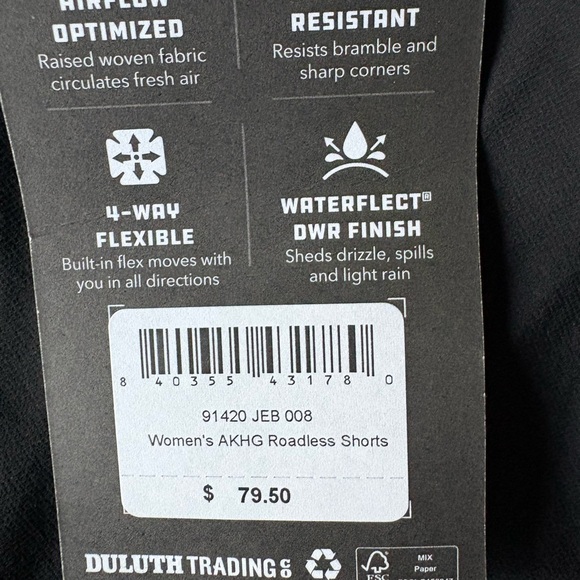 AIRFLOW
OPTIMIZED
Raised woven fabric
circulates fresh air
RESISTANT
Resists bramble and
sharp corners
4-WAY
FLEXIBLE
Built-in flex moves with
you in all directions
WATERFLECT®
DWR FINISH
Sheds drizzle, spills
and light rain
8 40355 43178 0
91420 JEB 008
Women's AKHG Roadless Shorts
$ 79.50
DULUTH TRADING CO
MIX
Paper
FSC